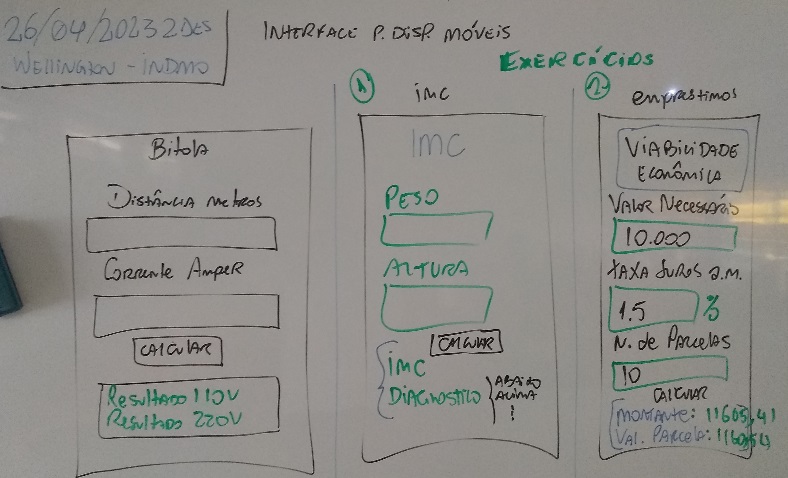 26/04/2023 2DES
WELLINGTON - INDMO
INTERFACE P. DISP. MÓVEIS
EXERCÍCIOS
Bitola
Distância metros
Corrente Amper
CALCULAR
Resultado 110V
Resultado 220V
1
imc
IMC
PESO
ALTURA
CALCULAR
IMC
DIAGNOSTICO
ABAIXO
ACIMA
!
2
emprastimos
VIABILIDADE
ECONÔMICA
VALOR NECESSÁRIO
10.000
TAXA JUROS a.m.
1.5 %
N. de PARCELAS
10
CALCULAR
MONTANTE: 11605,41
VAL. PARCELA: 1160,54